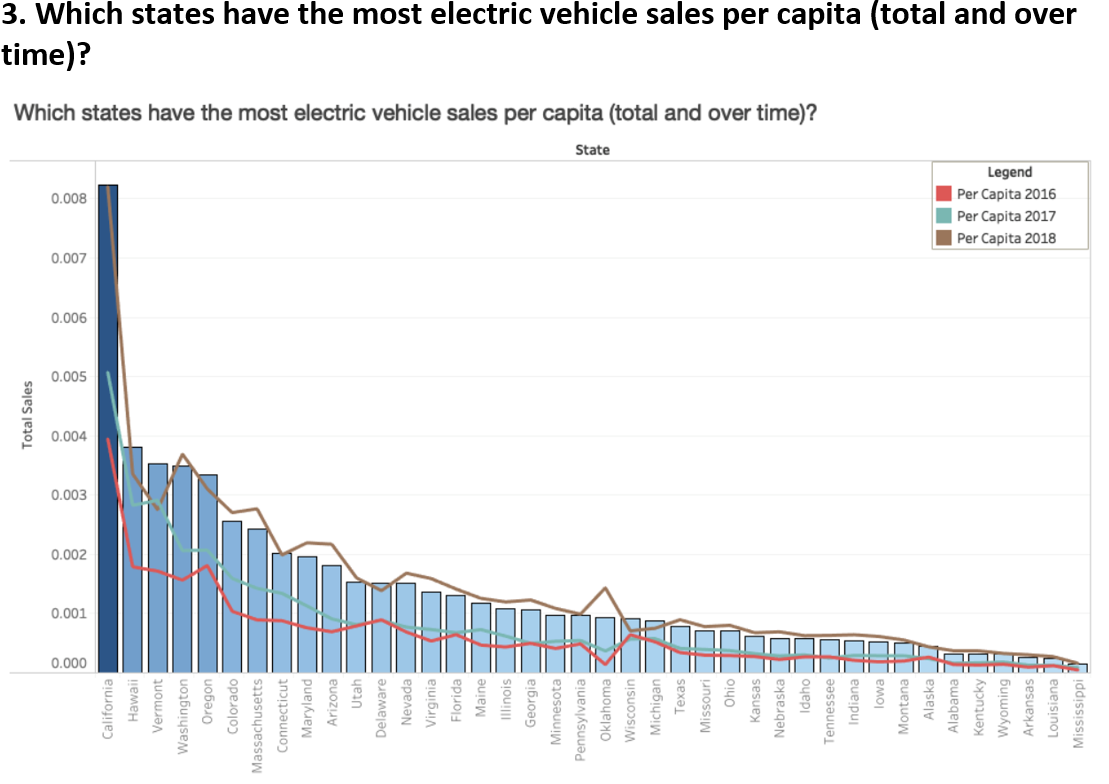 3. Which states have the most electric vehicle sales per capita (total and over
time)?
Which states have the most electric vehicle sales per capita (total and over time)?
State
Legend
Per Capita 2016
Per Capita 2017
Per Capita 2018
Total Sales
0.008
0.007
0.006
0.005
0.004
0.003
0.002
0.001
0.000
California
Hawaii
Vermont
Washington
Oregon
Colorado
Massachusetts
Connecticut
Maryland
Arizona
Utah
Delaware
Nevada
Virginia
Florida
Maine
Illinois
Georgia
Minnesota
Pennsylvania
Oklahoma
Wisconsin
Michigan
Texas
Missouri
Ohio
Kansas
Nebraska
Idaho
Tennessee
Indiana
Iowa
Montana
Alaska
Alabama
Kentucky
Wyoming
Arkansas
Louisiana
Mississippi